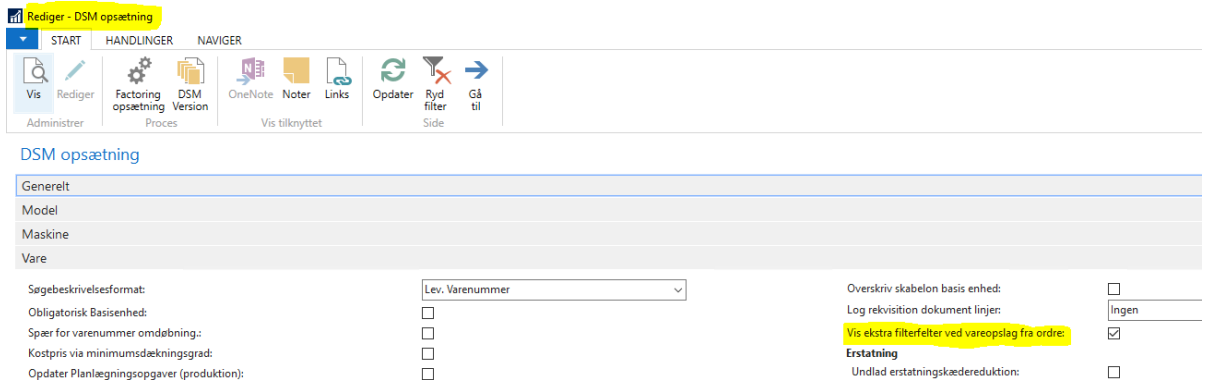 Rediger - DSM opsætning
START HANDLINGER NAVIGER
Vis Rediger Factoring opsætning DSM Version OneNote Noter Links Opdater Ryd filter Gå til
Administrer Proces Vis tilknyttet Side
DSM opsætning
Generelt
Model
Maskine
Vare
Søgebeskrivelsesformat: Lev. Varenummer Overskriv skabelon basis enhed:
Obligatorisk Basisenhed: Log rekvisition dokument linjer: Ingen
Spær for varenummer omdøbning.: Vis ekstra filterfelter ved vareopslag fra ordre:
Kostpris via minimumsdækningsgrad: Erstatning
Opdater Planlægningsopgaver (produktion): Undlad erstatningskædereduktion: